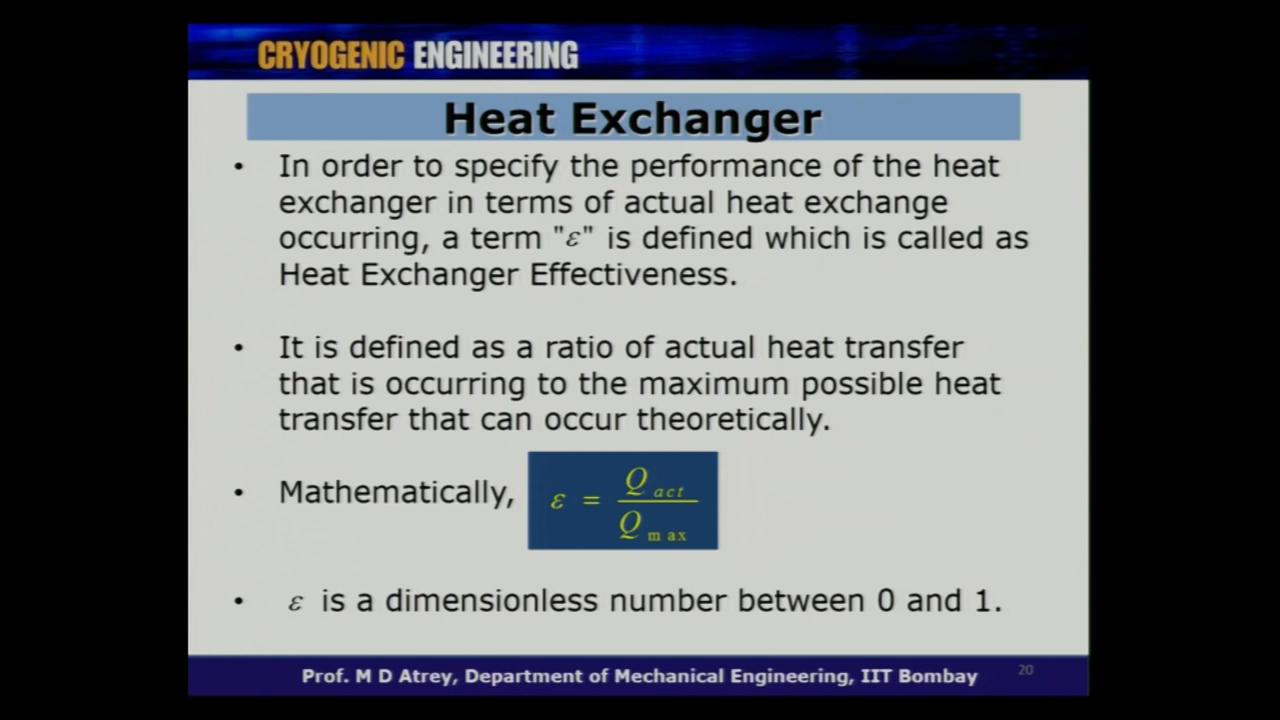 CRYOGENIC ENGINEERING
Heat Exchanger
• In order to specify the performance of the heat
exchanger in terms of actual heat exchange
occurring, a term "ε" is defined which is called as
Heat Exchanger Effectiveness.
• It is defined as a ratio of actual heat transfer
that is occurring to the maximum possible heat
transfer that can occur theoretically.
• Mathematically, ε = Q act / Q max
• ε is a dimensionless number between 0 and 1.
Prof. M D Atrey, Department of Mechanical Engineering, IIT Bombay 20